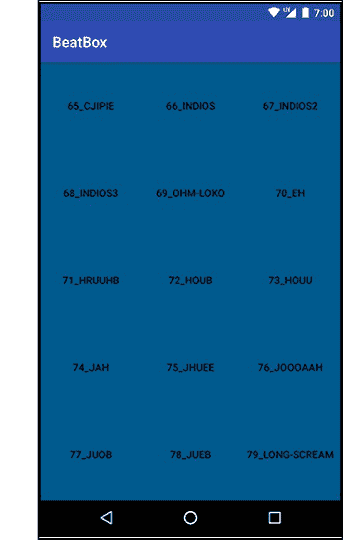 7:00
BeatBox
65_CJIPIE 66_INDIOS 67_INDIOS2
68_INDIOS3 69_OHM-LOKO 70_EH
71_HRUUHB 72_HOUB 73_HOUU
74_JAH 75_JHUEE 76_JOOOAAH
77_JUOB 78_JUEB 79_LONG-SCREAM